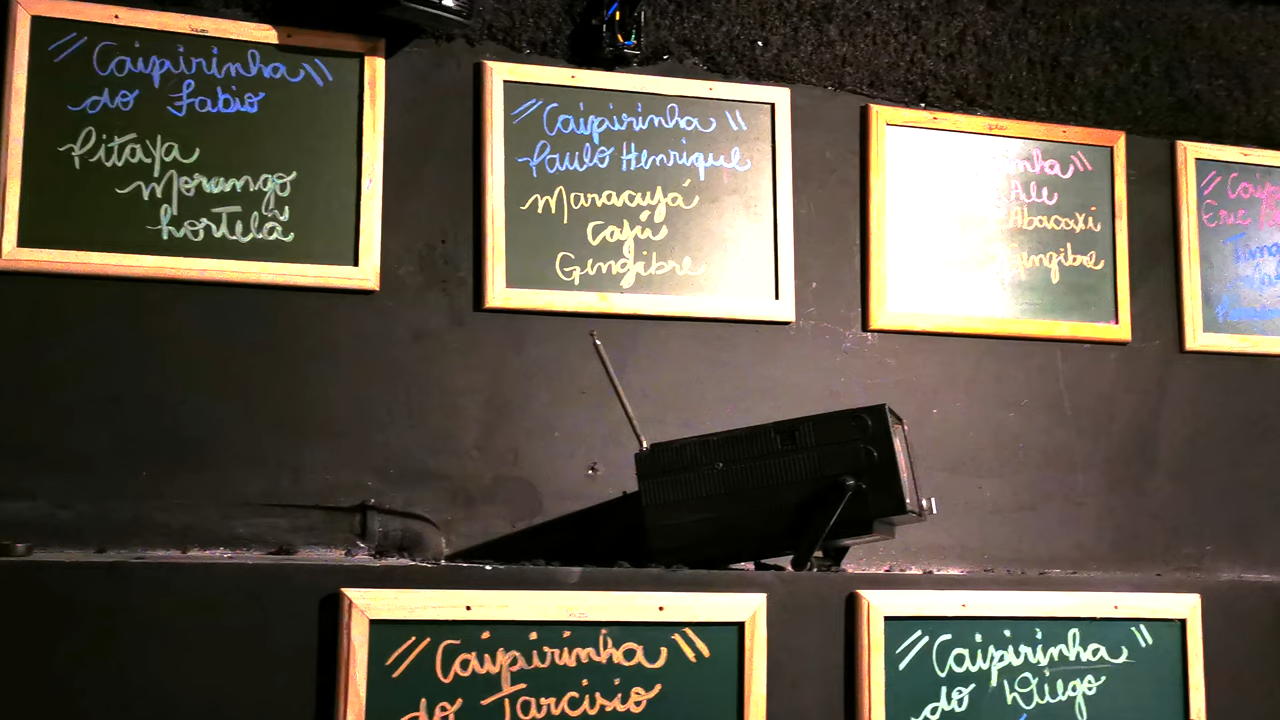 "Caipirinha"
do Fabio
Pitaya
Morango
hortelã
"Caipirinha"
Paulo Henrique
Maracujá
Cajú
Gengibre
Ale
Abacaxi
gengibre
"Caipirinha"
do Tarcisio
"Caipirinha"
do Diego